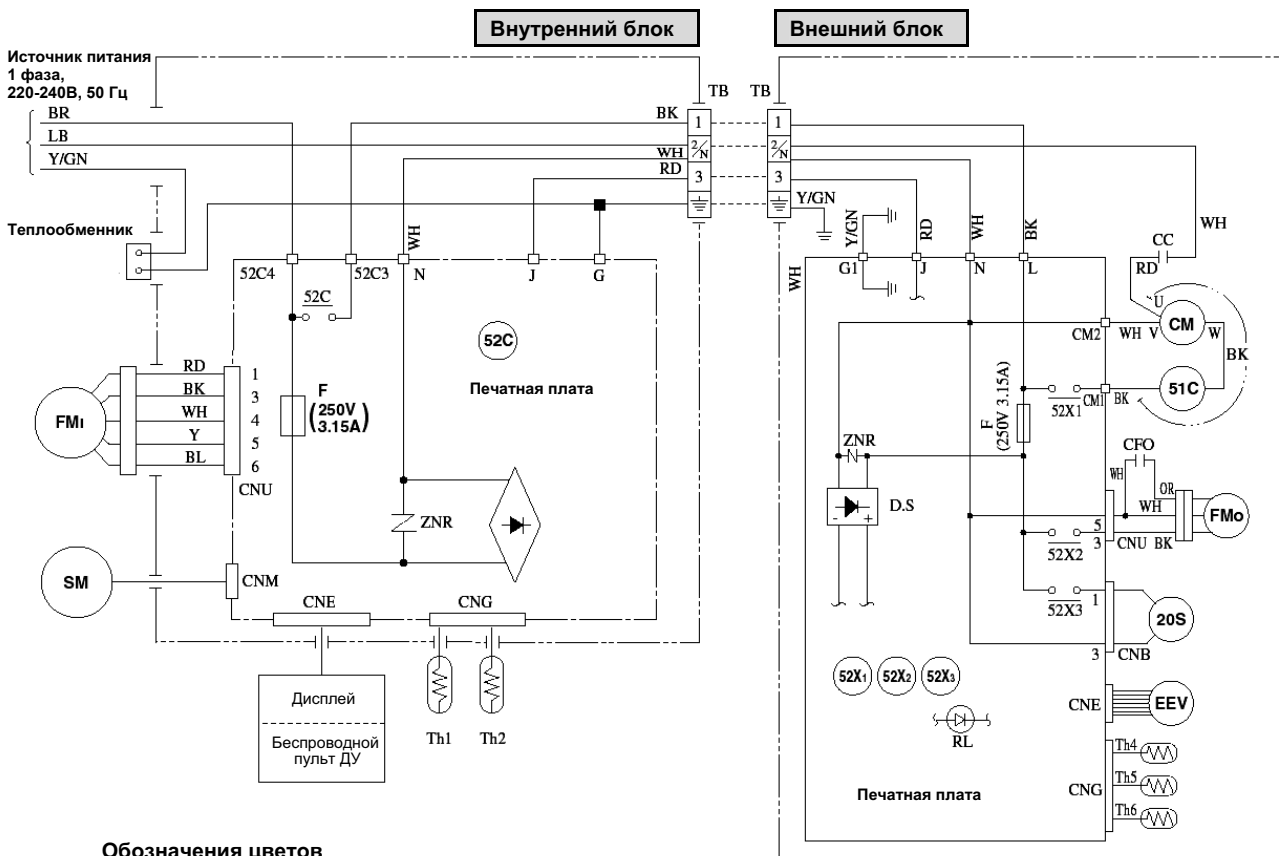 Внутренний блок
Внешний блок
Источник питания
1 фаза,
220-240В, 50 Гц
BR
LB
Y/GN
Теплообменник
TB
TB
BK
WH
RD
1
2/N
3
1
2/N
3
Y/GN
WH
52C4
52C3
N
J
G
52C
52C
Печатная плата
F
(250V
3.15A)
ZNR
FMI
RD
BK
WH
Y
BL
1
3
4
5
6
CNU
SM
CNM
CNE
CNG
Дисплей
Беспроводной
пульт ДУ
Th1
Th2
WH
Y/GN
RD
WH
BK
G1
J
N
L
WH
CC
RD
U
CM
CM2
WH
V
W
BK
51C
CM1
BK
52X1
F
(250V 3.15A)
ZNR
D.S
-
+
CFO
WH
OR
WH
FMo
5
3
CNU
BK
52X2
52X3
1
20S
3
CNB
52X1
52X2
52X3
RL
CNE
EEV
Th4
Th5
Th6
CNG
Печатная плата
Обозначения цветов